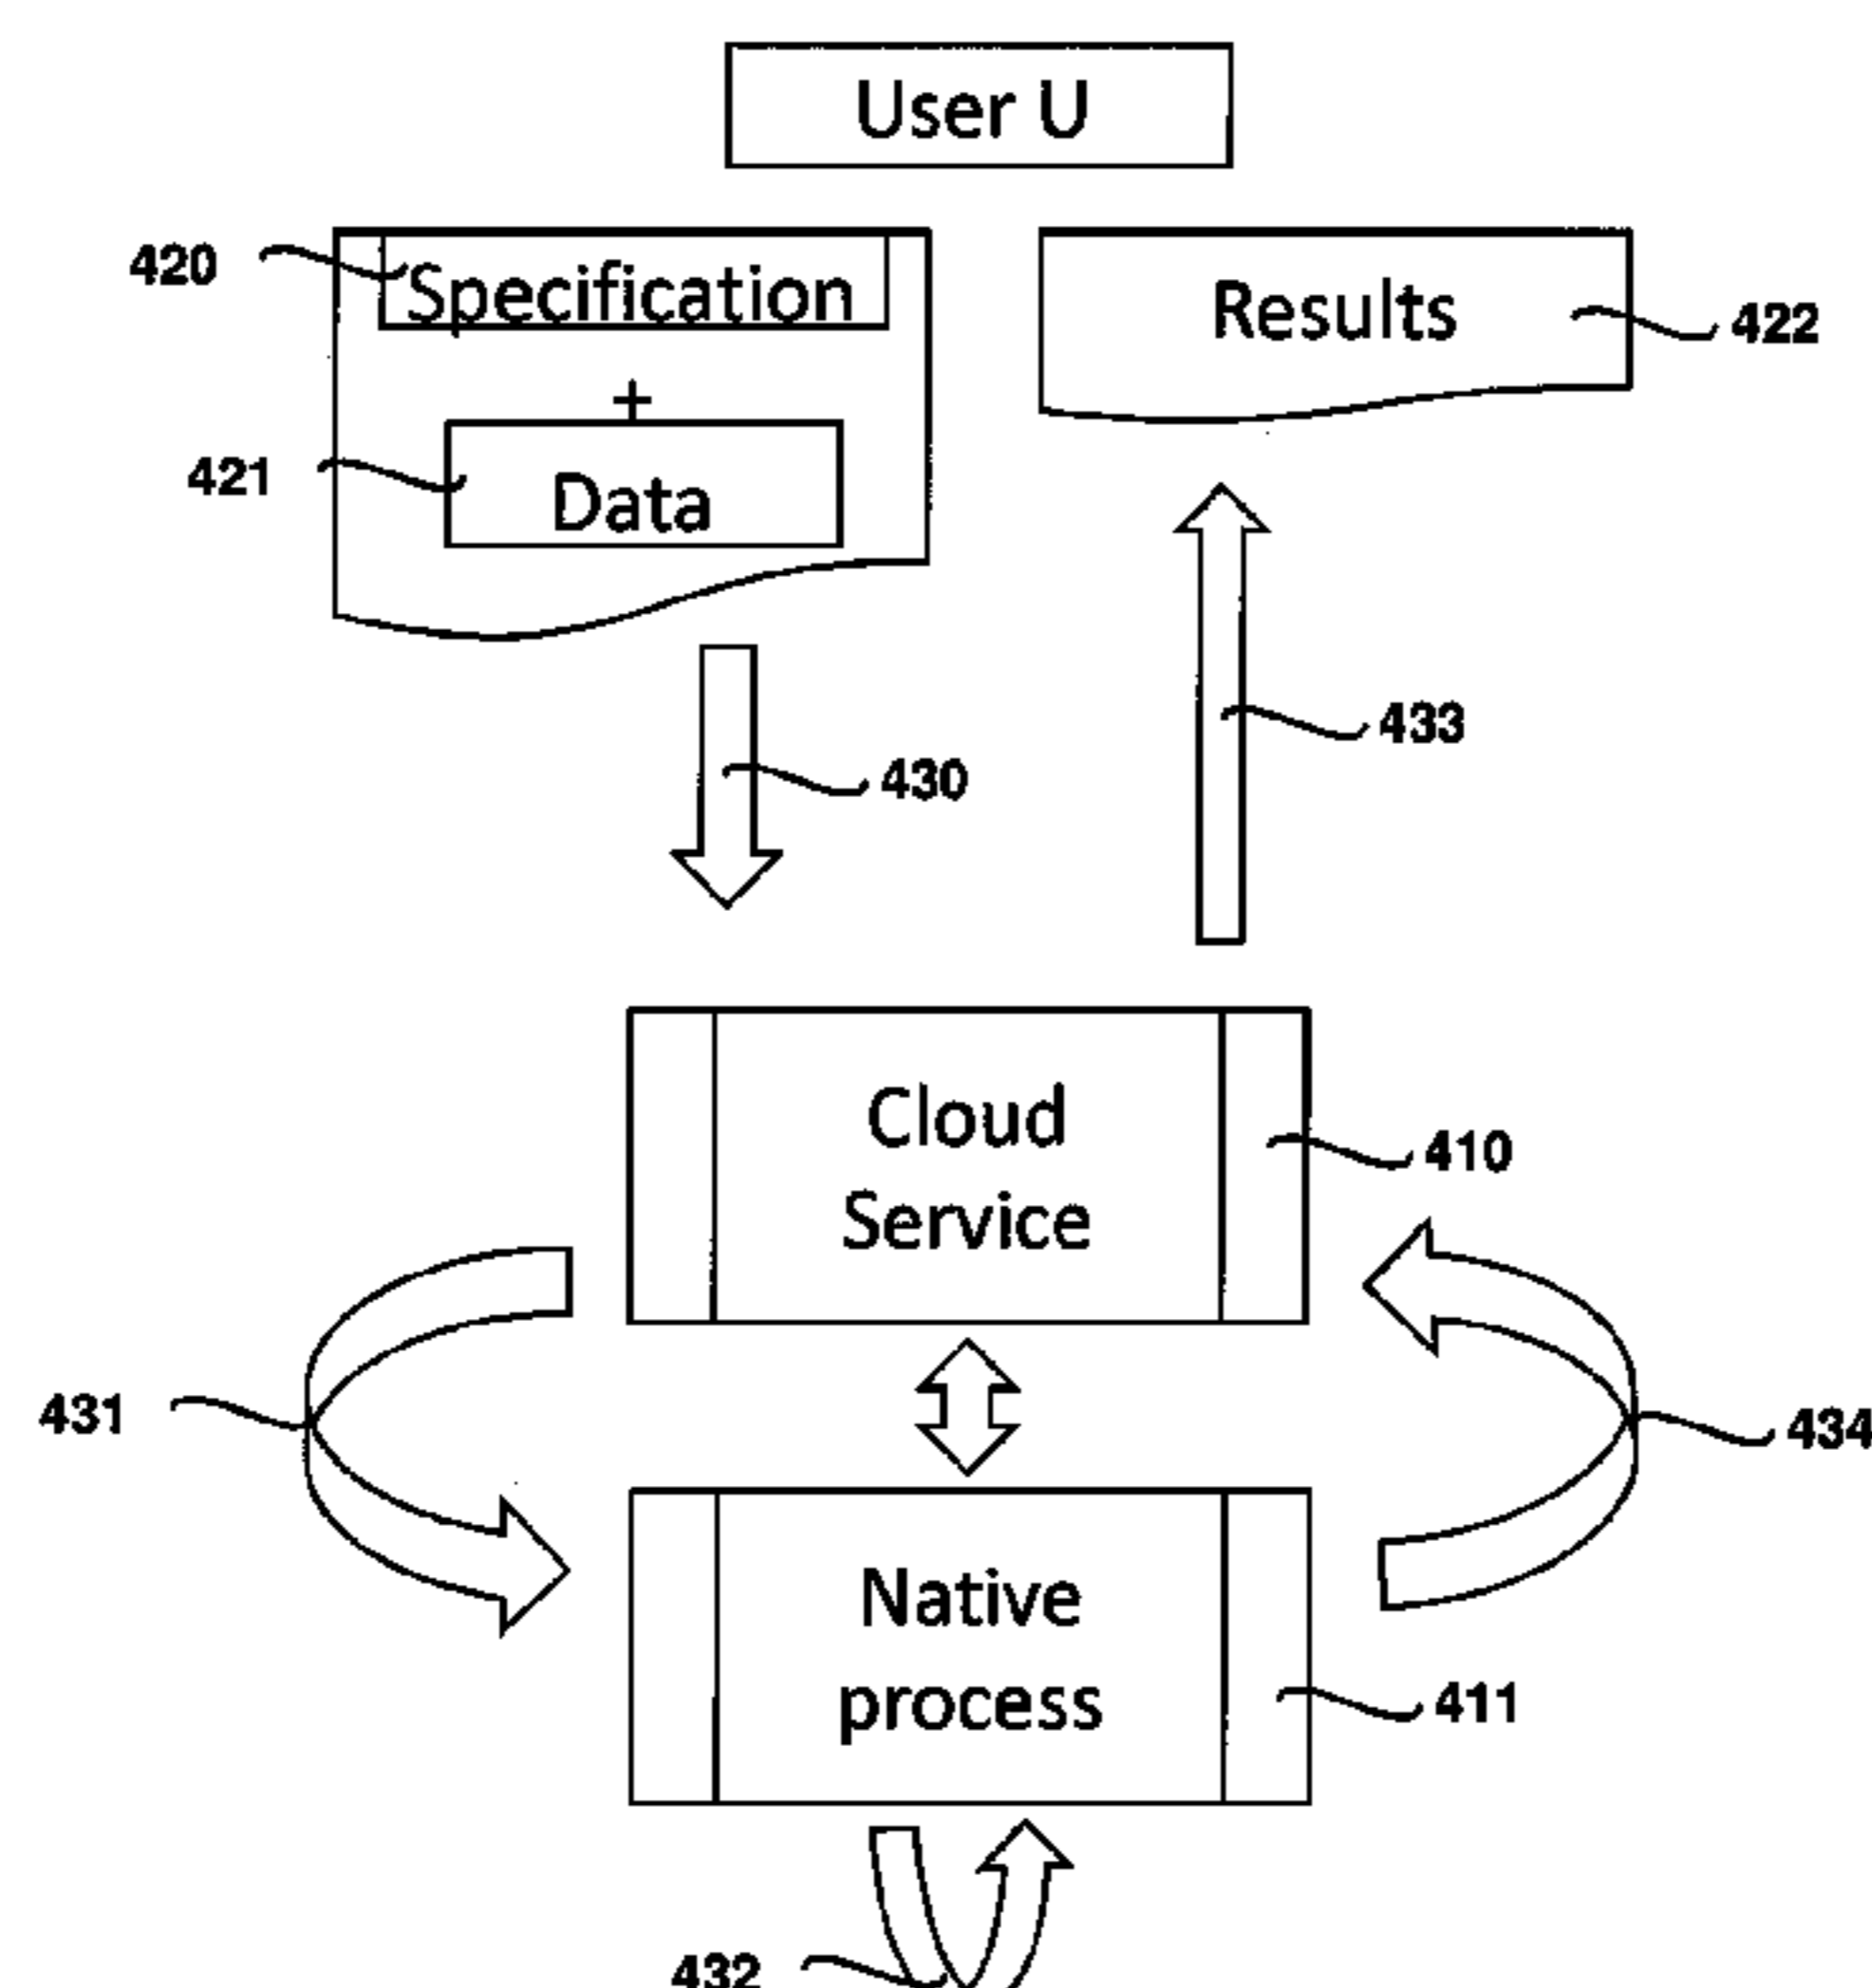 User U
420
Specification
Results
422
+
421
Data
433
430
Cloud
Service
410
431
434
Native
process
411
432